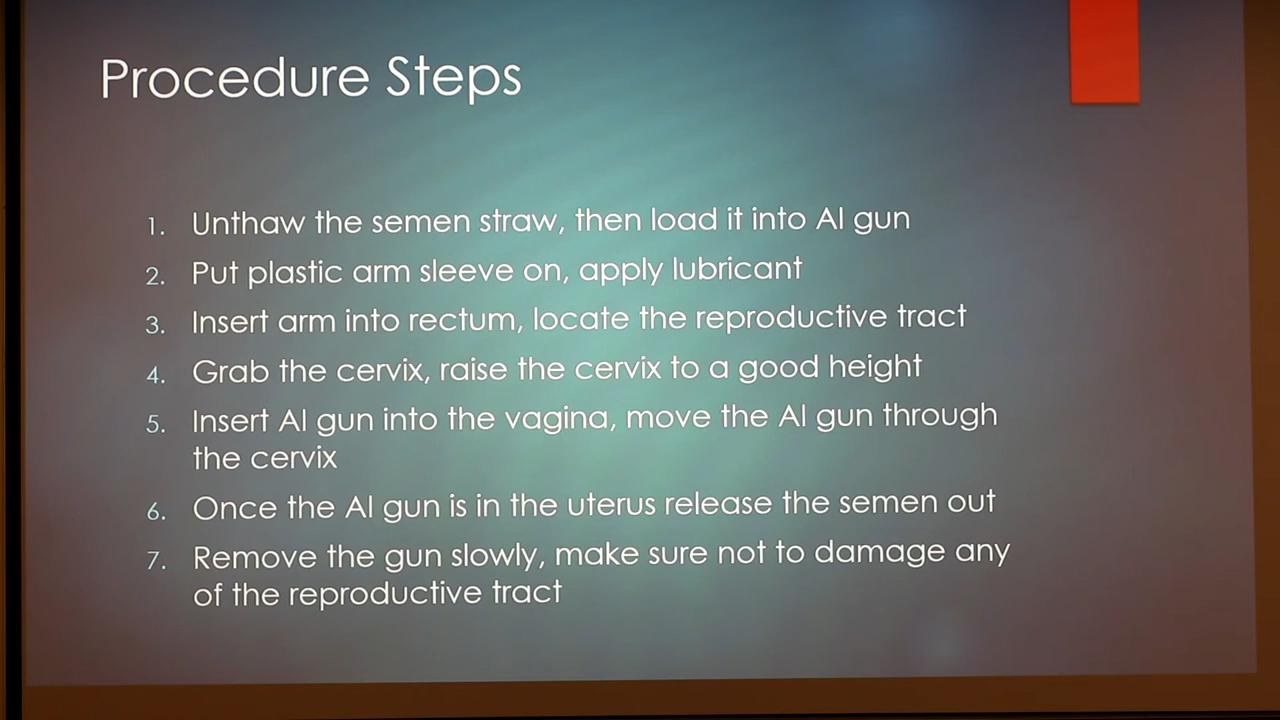 Procedure Steps
1. Unthaw the semen straw, then load it into AI gun
2. Put plastic arm sleeve on, apply lubricant
3. Insert arm into rectum, locate the reproductive tract
4. Grab the cervix, raise the cervix to a good height
5. Insert AI gun into the vagina, move the AI gun through
the cervix
6. Once the AI gun is in the uterus release the semen out
7. Remove the gun slowly, make sure not to damage any
of the reproductive tract